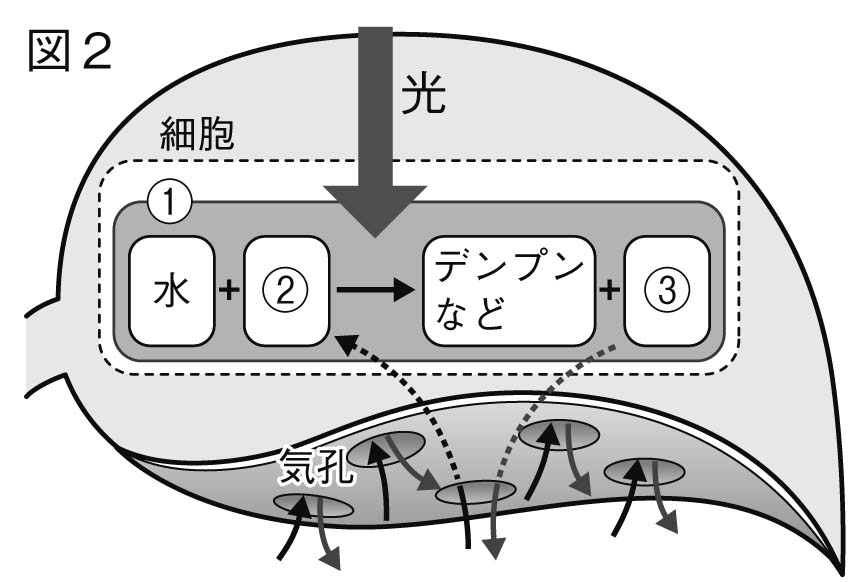 図2
光
細胞
①
水 + ② → デンプン
など + ③
気孔